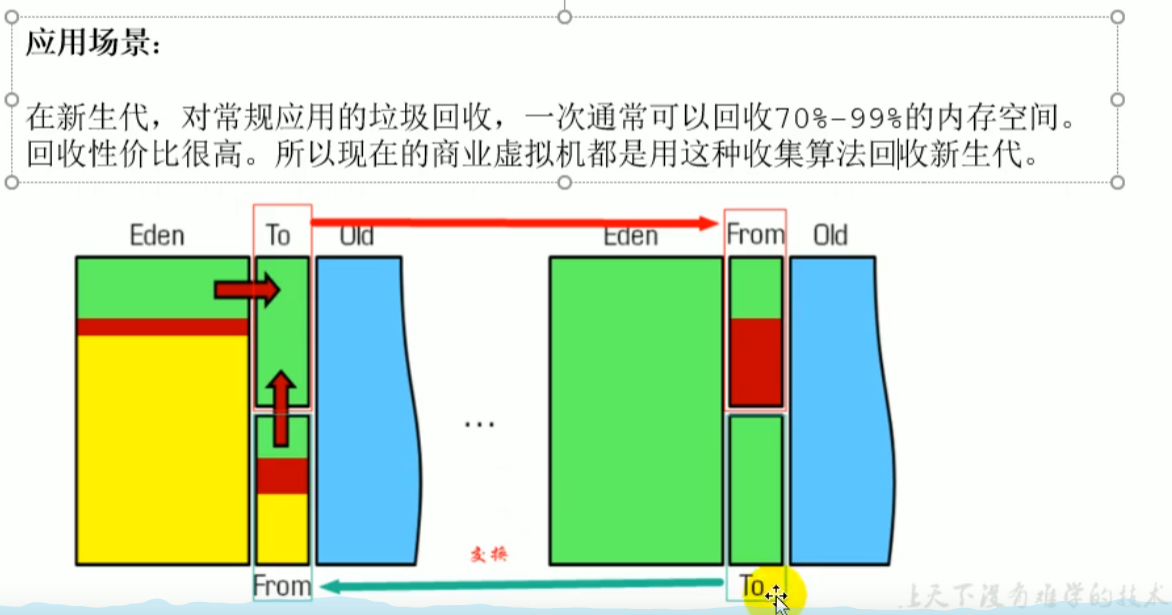 应用场景：
在新生代，对常规应用的垃圾回收，一次通常可以回收70%-99%的内存空间。
回收性价比很高。所以现在的商业虚拟机都是用这种收集算法回收新生代。
Eden To Old Eden From Old
...
交换
From To
上天下没有难学的技术